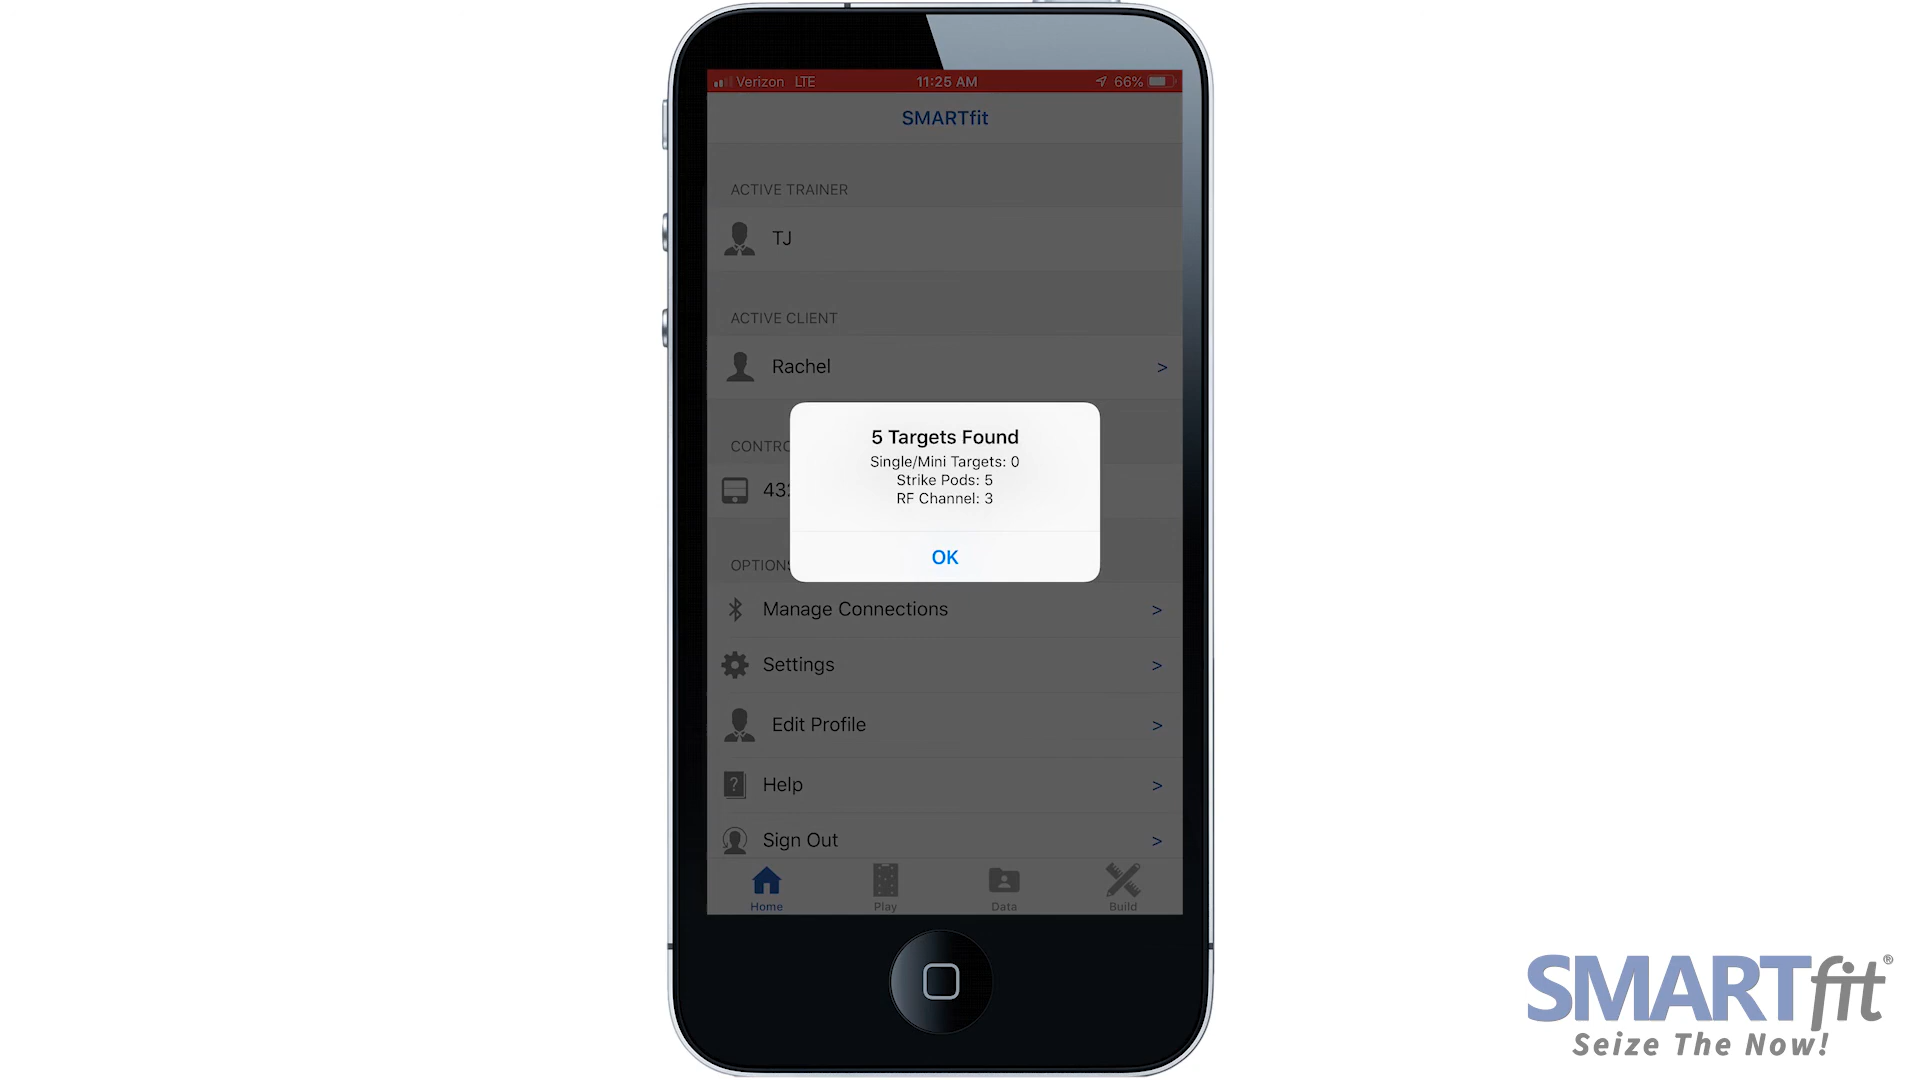 Verizon LTE 11:25 AM 66%
SMARTfit
ACTIVE TRAINER
TJ
ACTIVE CLIENT
Rachel >
5 Targets Found
Single/Mini Targets: 0
Strike Pods: 5
RF Channel: 3
OK
Manage Connections >
Settings >
Edit Profile >
? Help >
Sign Out >
Home Play Data Build
SMARTfit®
Seize The Now!